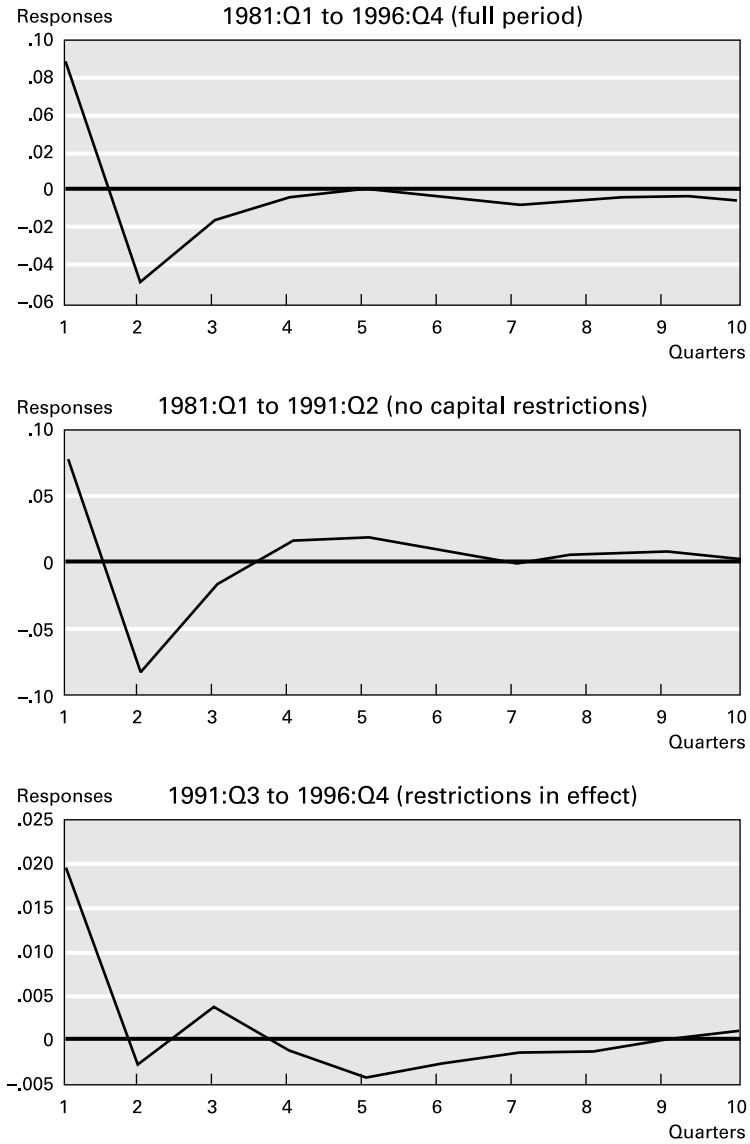 Responses 1981:Q1 to 1996:Q4 (full period)
.10
.08
.06
.02
0
–.02
–.04
–.06
1 2 3 4 5 6 7 8 9 10
Quarters
Responses 1981:Q1 to 1991:Q2 (no capital restrictions)
.10
.05
0
–.05
–.10
1 2 3 4 5 6 7 8 9 10
Quarters
Responses 1991:Q3 to 1996:Q4 (restrictions in effect)
.025
.020
.015
.010
.005
0
–.005
1 2 3 4 5 6 7 8 9 10
Quarters